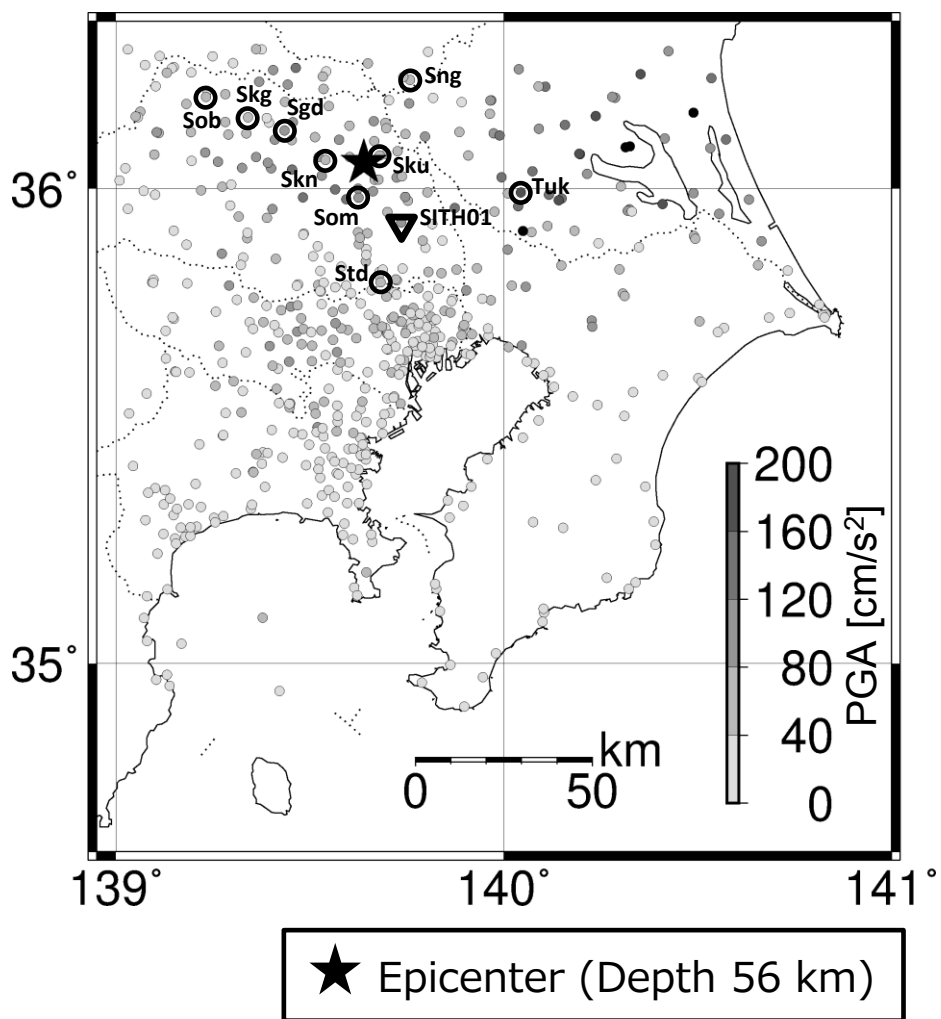 Sng
Skg
Sgd
Sob
Skn
Sku
36°
Tuk
Som
SITH01
Std
200
160
120
80
40
0
PGA [cm/s²]
35°
km
0 50
139° 140° 141°
★ Epicenter (Depth 56 km)